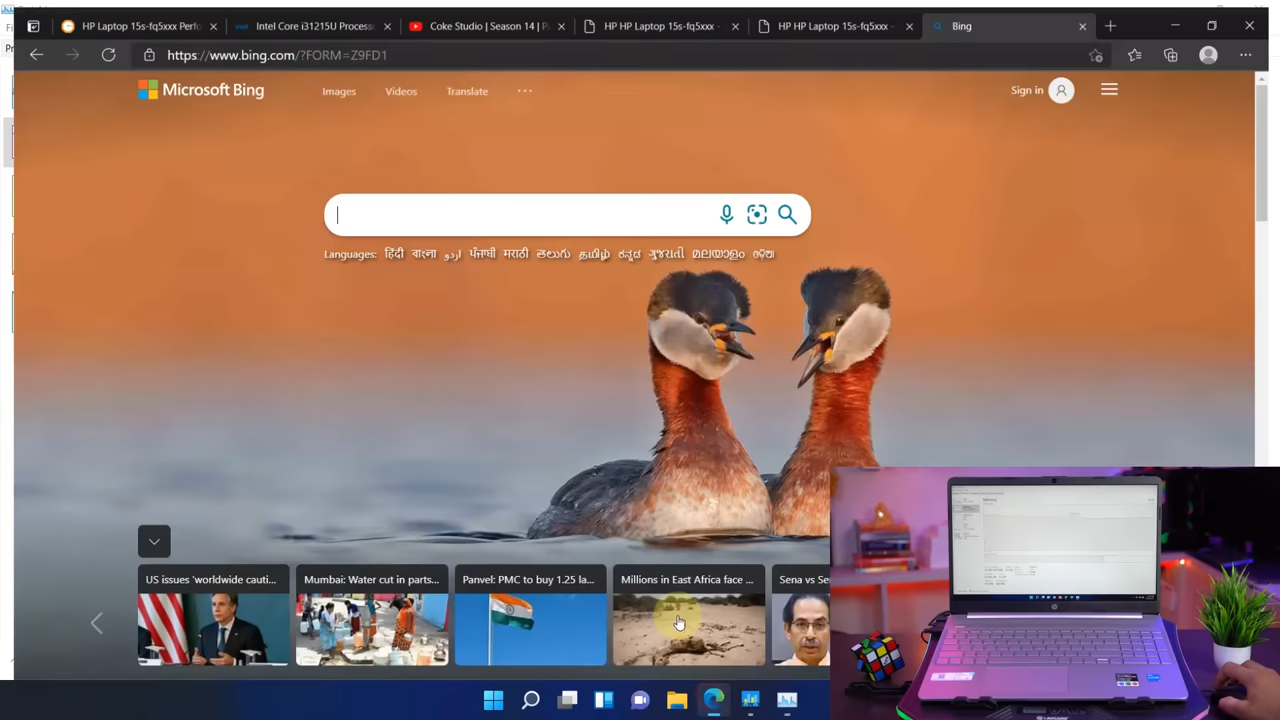 HP Laptop 15s-fq5xxx Perfo
Intel Core i31215U Process
Coke Studio | Season 14 | P
HP HP Laptop 15s-fq5xxx -
HP HP Laptop 15s-fq5xxx -
Bing
https://www.bing.com/?FORM=Z9FD1
Microsoft Bing
Images
Videos
Translate
Sign in
Languages: हिंदी বাংলা اردو ਪੰਜਾਬੀ मराठी తెలుగు தமிழ் ಕನ್ನಡ ગુજરાતી മലയാളം ଓଡ଼ିଆ
US issues 'worldwide cauti...
Mumbai: Water cut in parts...
Panvel: PMC to buy 1.25 la...
Millions in East Africa face ...
Sena vs Se